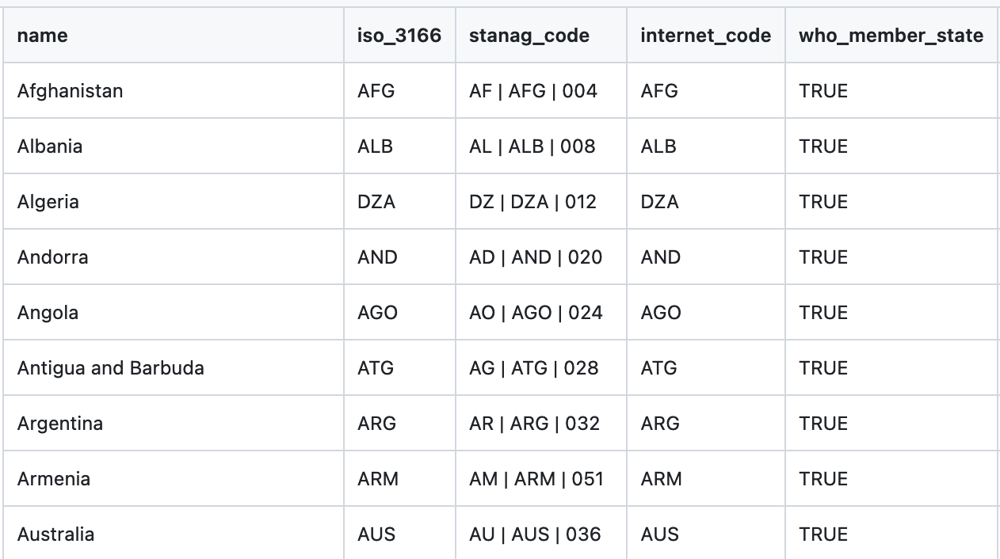 name iso_3166 stanag_code internet_code who_member_state
Afghanistan AFG AF | AFG | 004 AFG TRUE
Albania ALB AL | ALB | 008 ALB TRUE
Algeria DZA DZ | DZA | 012 DZA TRUE
Andorra AND AD | AND | 020 AND TRUE
Angola AGO AO | AGO | 024 AGO TRUE
Antigua and Barbuda ATG AG | ATG | 028 ATG TRUE
Argentina ARG AR | ARG | 032 ARG TRUE
Armenia ARM AM | ARM | 051 ARM TRUE
Australia AUS AU | AUS | 036 AUS TRUE